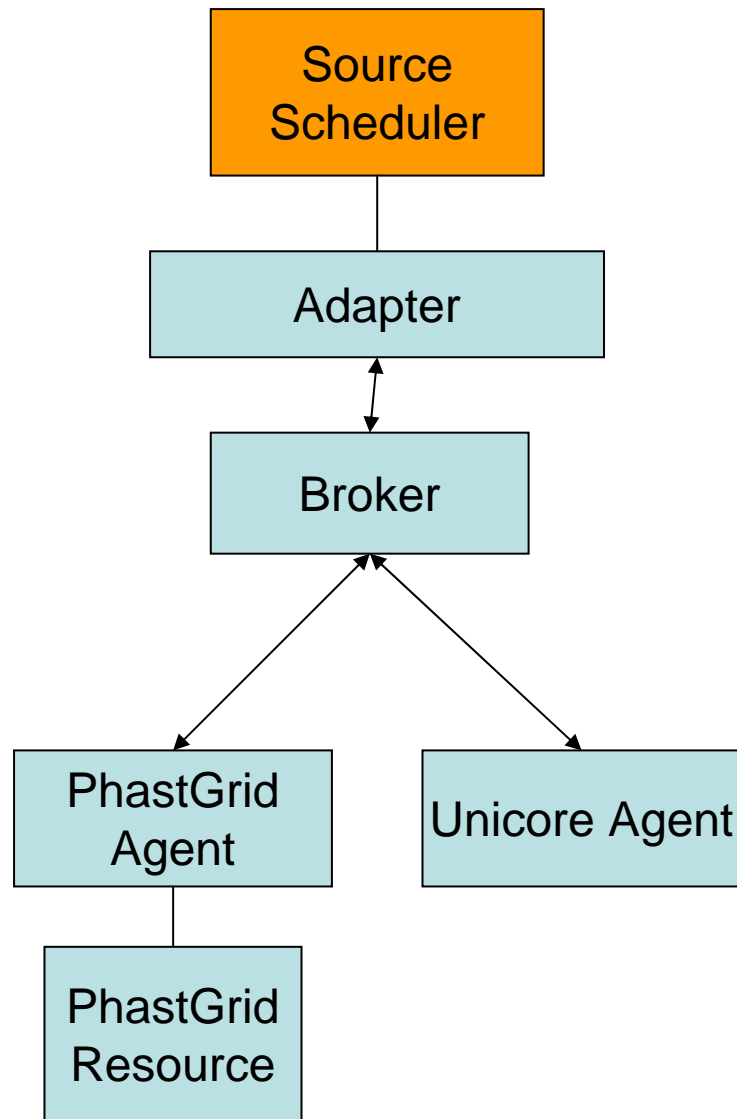 Source
Scheduler
Adapter
Broker
PhastGrid
Agent
Unicore Agent
PhastGrid
Resource